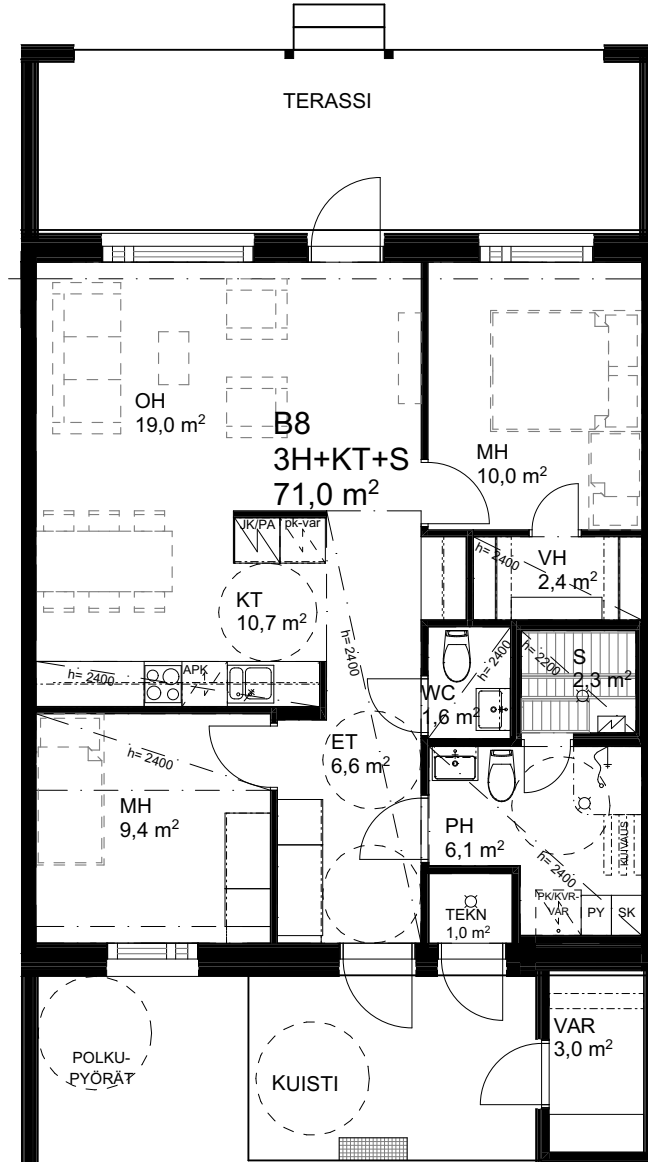 TERASSI
OH
19,0 m²
B8
3H+KT+S
71,0 m²
MH
10,0 m²
JK/PA
pk-var
h= 2400
VH
2,4 m²
KT
10,7 m²
h= 2400
h= 2400
APK
WC
1,6 m²
h= 2400
h= 2200
S
2,3 m²
h= 2400
MH
9,4 m²
ET
6,6 m²
PH
6,1 m²
KUIVAUS
h= 2400
PK/KVR-
VAR
PY
SK
TEKN
1,0 m²
VAR
3,0 m²
POLKU-
PYÖRÄT
KUISTI